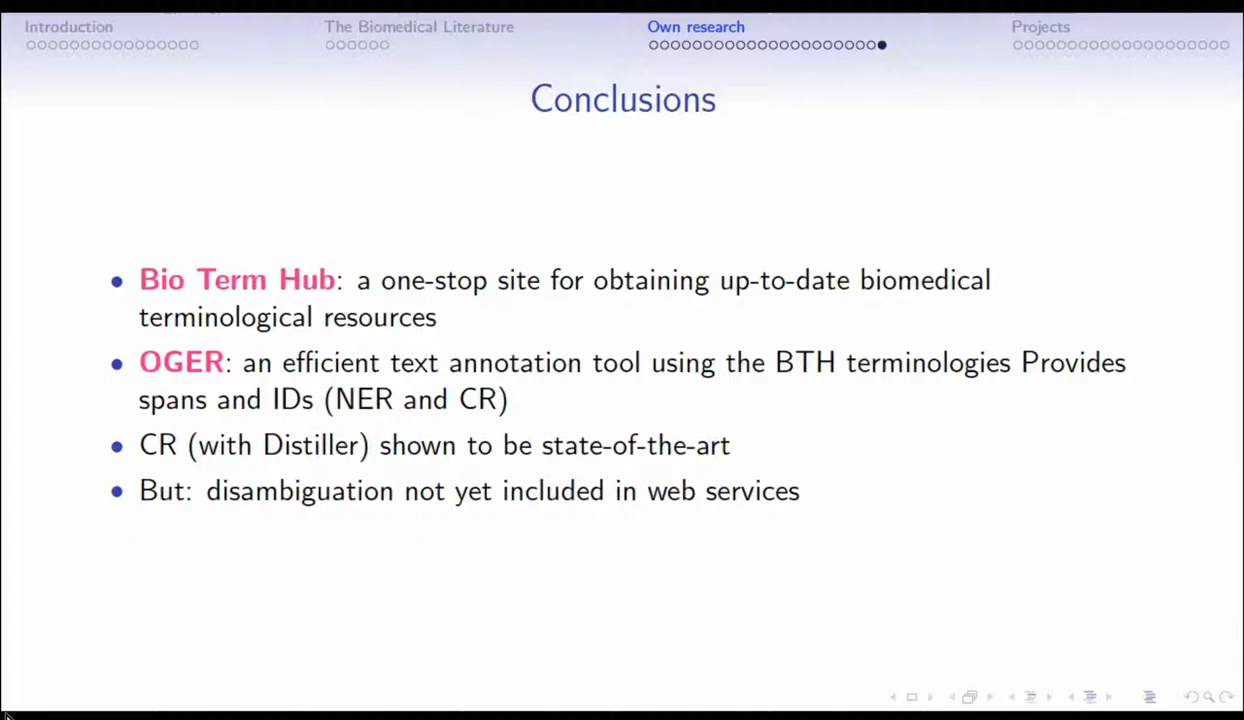 Introduction
The Biomedical Literature
Own research
Projects
Conclusions
• Bio Term Hub: a one-stop site for obtaining up-to-date biomedical
terminological resources
• OGER: an efficient text annotation tool using the BTH terminologies Provides
spans and IDs (NER and CR)
• CR (with Distiller) shown to be state-of-the-art
• But: disambiguation not yet included in web services